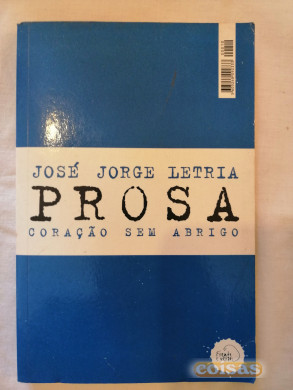 JOSÉ JORGE LETRIA
PROSA
CORAÇÃO SEM ABRIGO
coisas